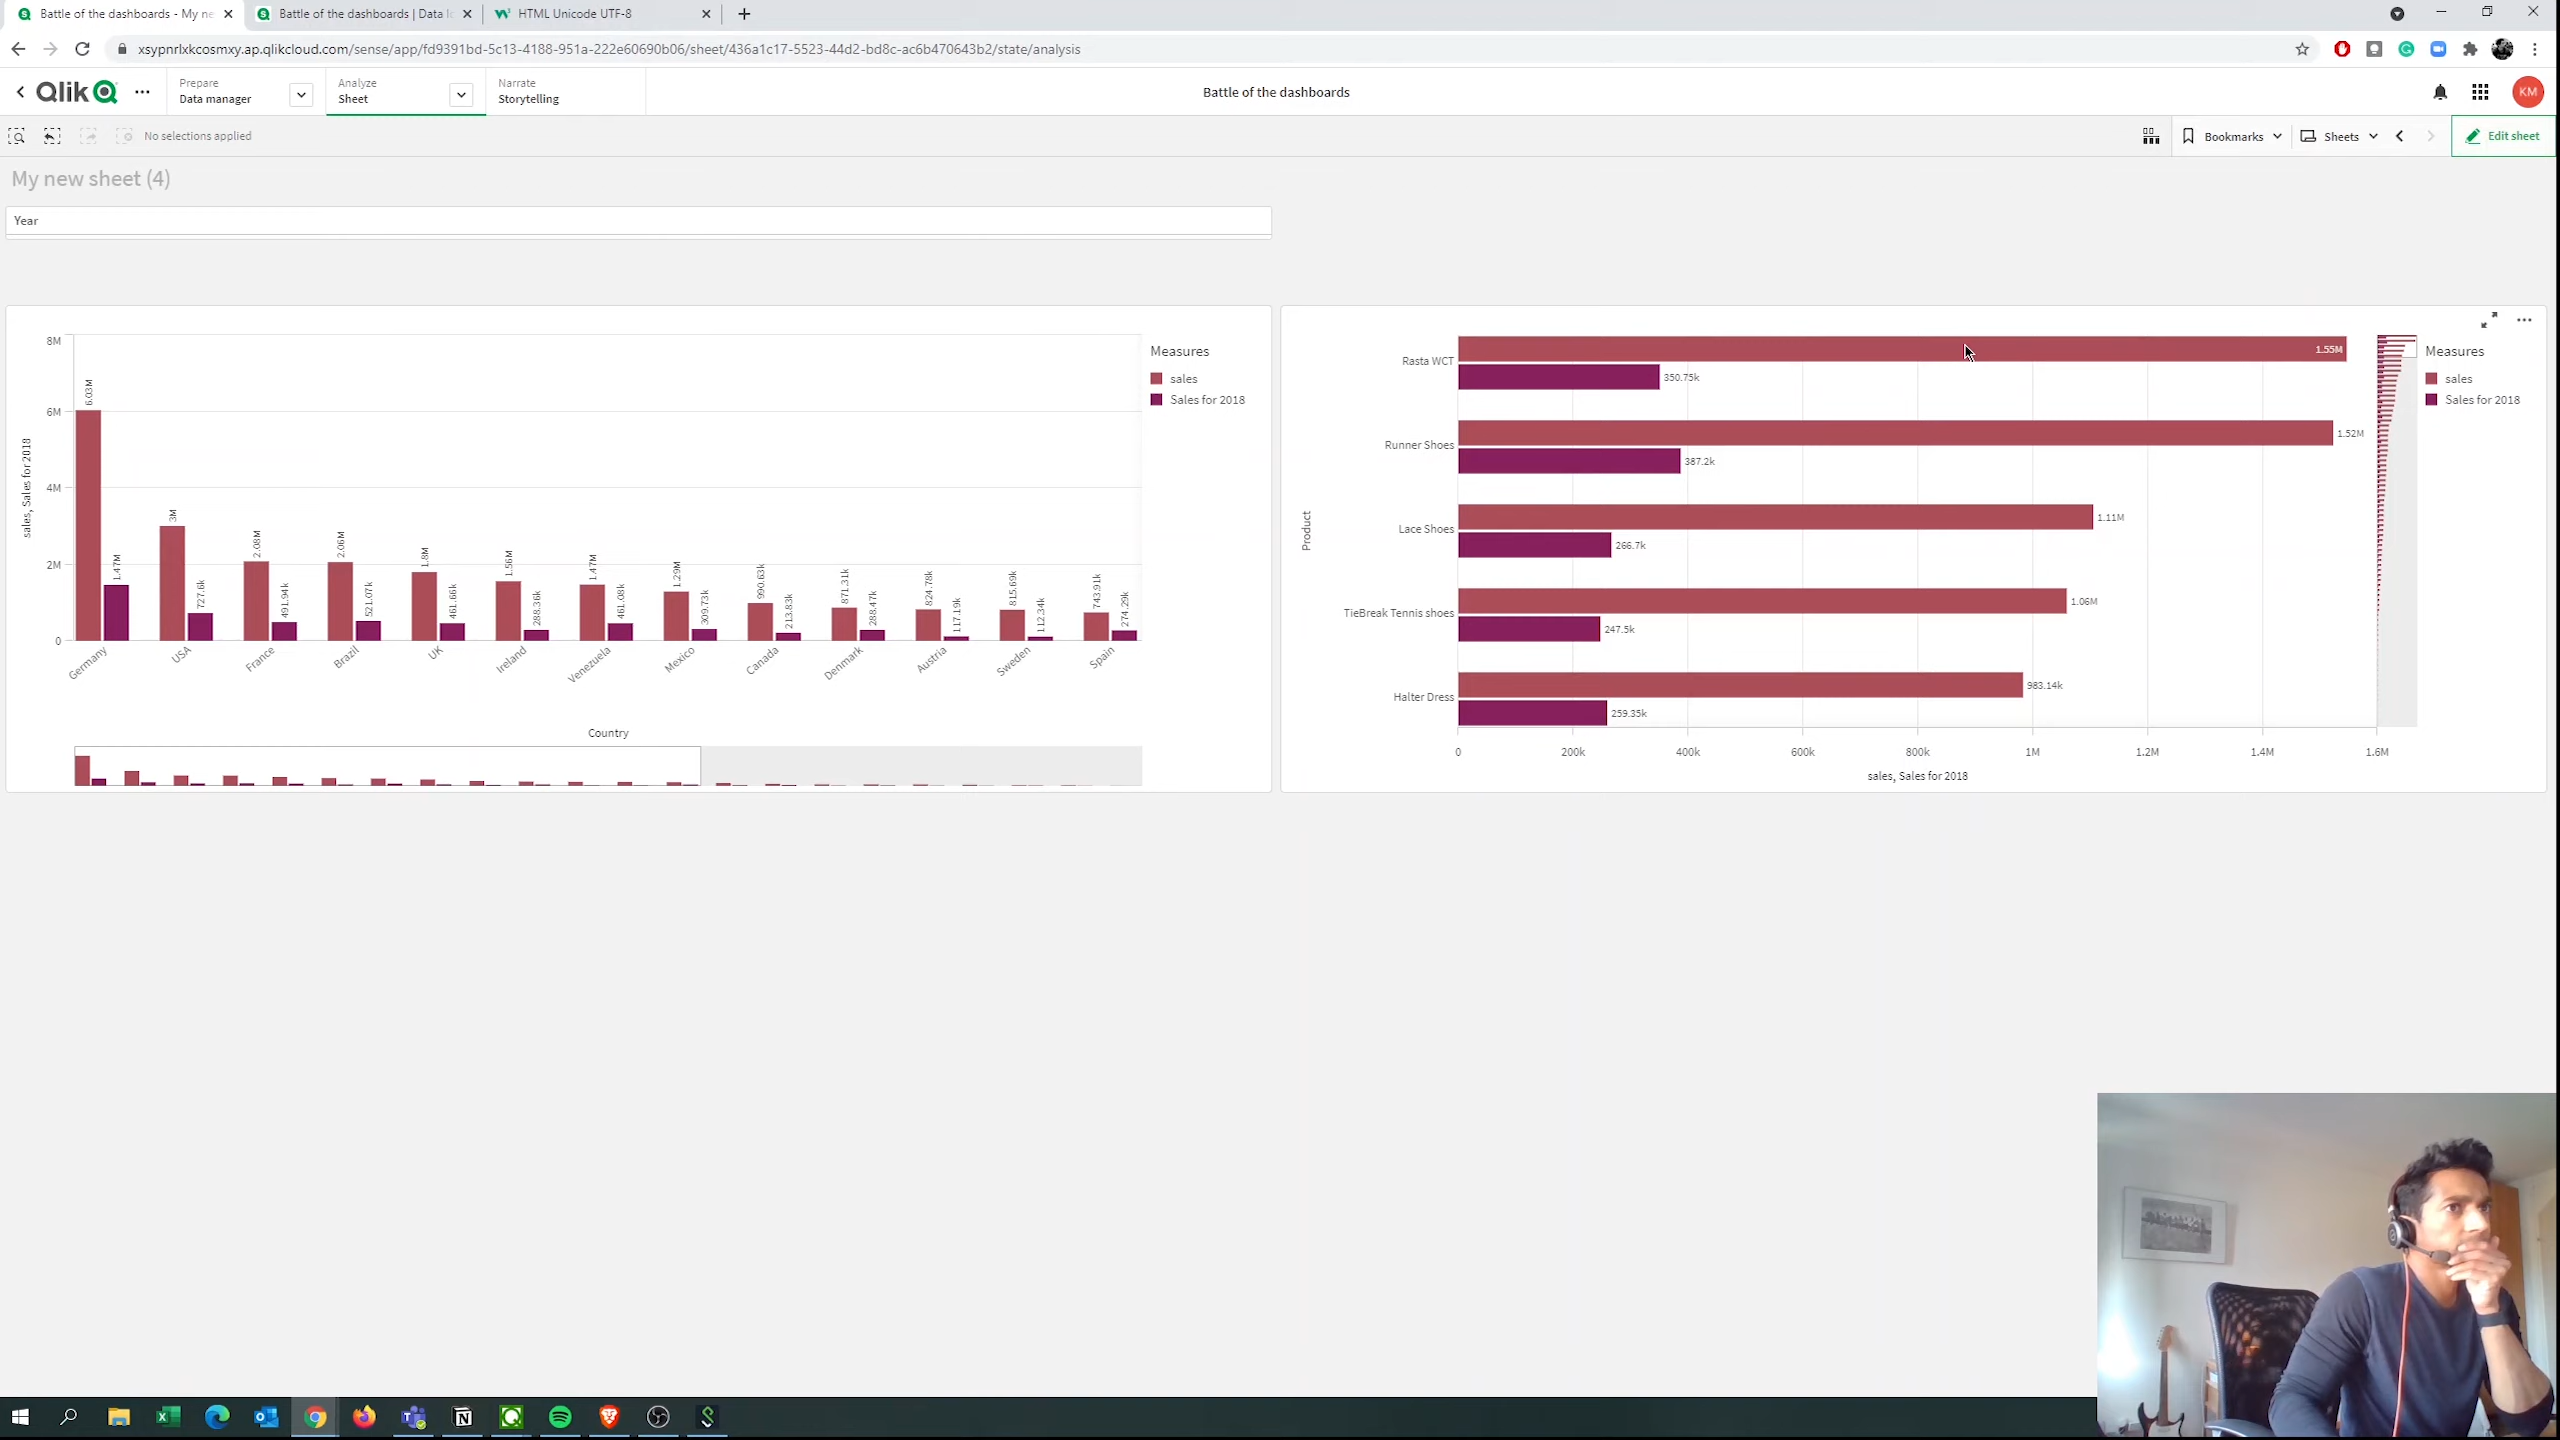 Battle of the dashboards - My ne
Battle of the dashboards | Data lo
HTML Unicode UTF-8
xsypnrlxkcosmxy.ap.qlikcloud.com/sense/app/fd9391bd-5c13-4188-951a-222e60690b06/sheet/436a1c17-5523-44d2-bd8c-ac6b470643b2/state/analysis
Qlik
Prepare
Data manager
Analyze
Sheet
Narrate
Storytelling
Battle of the dashboards
KM
No selections applied
Bookmarks
Sheets
Edit sheet
My new sheet (4)
Year
sales, Sales for 2018
8M
6M
4M
2M
0
6.03M
1.47M
3M
727.6k
2.08M
491.94k
2.06M
521.07k
1.8M
461.66k
1.56M
288.36k
1.47M
461.08k
1.29M
309.73k
990.63k
213.83k
871.31k
288.47k
824.78k
117.19k
815.69k
112.34k
743.91k
274.29k
Germany
USA
France
Brazil
UK
Ireland
Venezuela
Mexico
Canada
Denmark
Austria
Sweden
Spain
Country
Measures
sales
Sales for 2018
Product
Rasta WCT
1.55M
350.75k
Runner Shoes
1.52M
387.2k
Lace Shoes
1.11M
266.7k
TieBreak Tennis shoes
1.06M
247.5k
Halter Dress
983.14k
259.35k
0
200k
400k
600k
800k
1M
1.2M
1.4M
1.6M
sales, Sales for 2018
Measures
sales
Sales for 2018